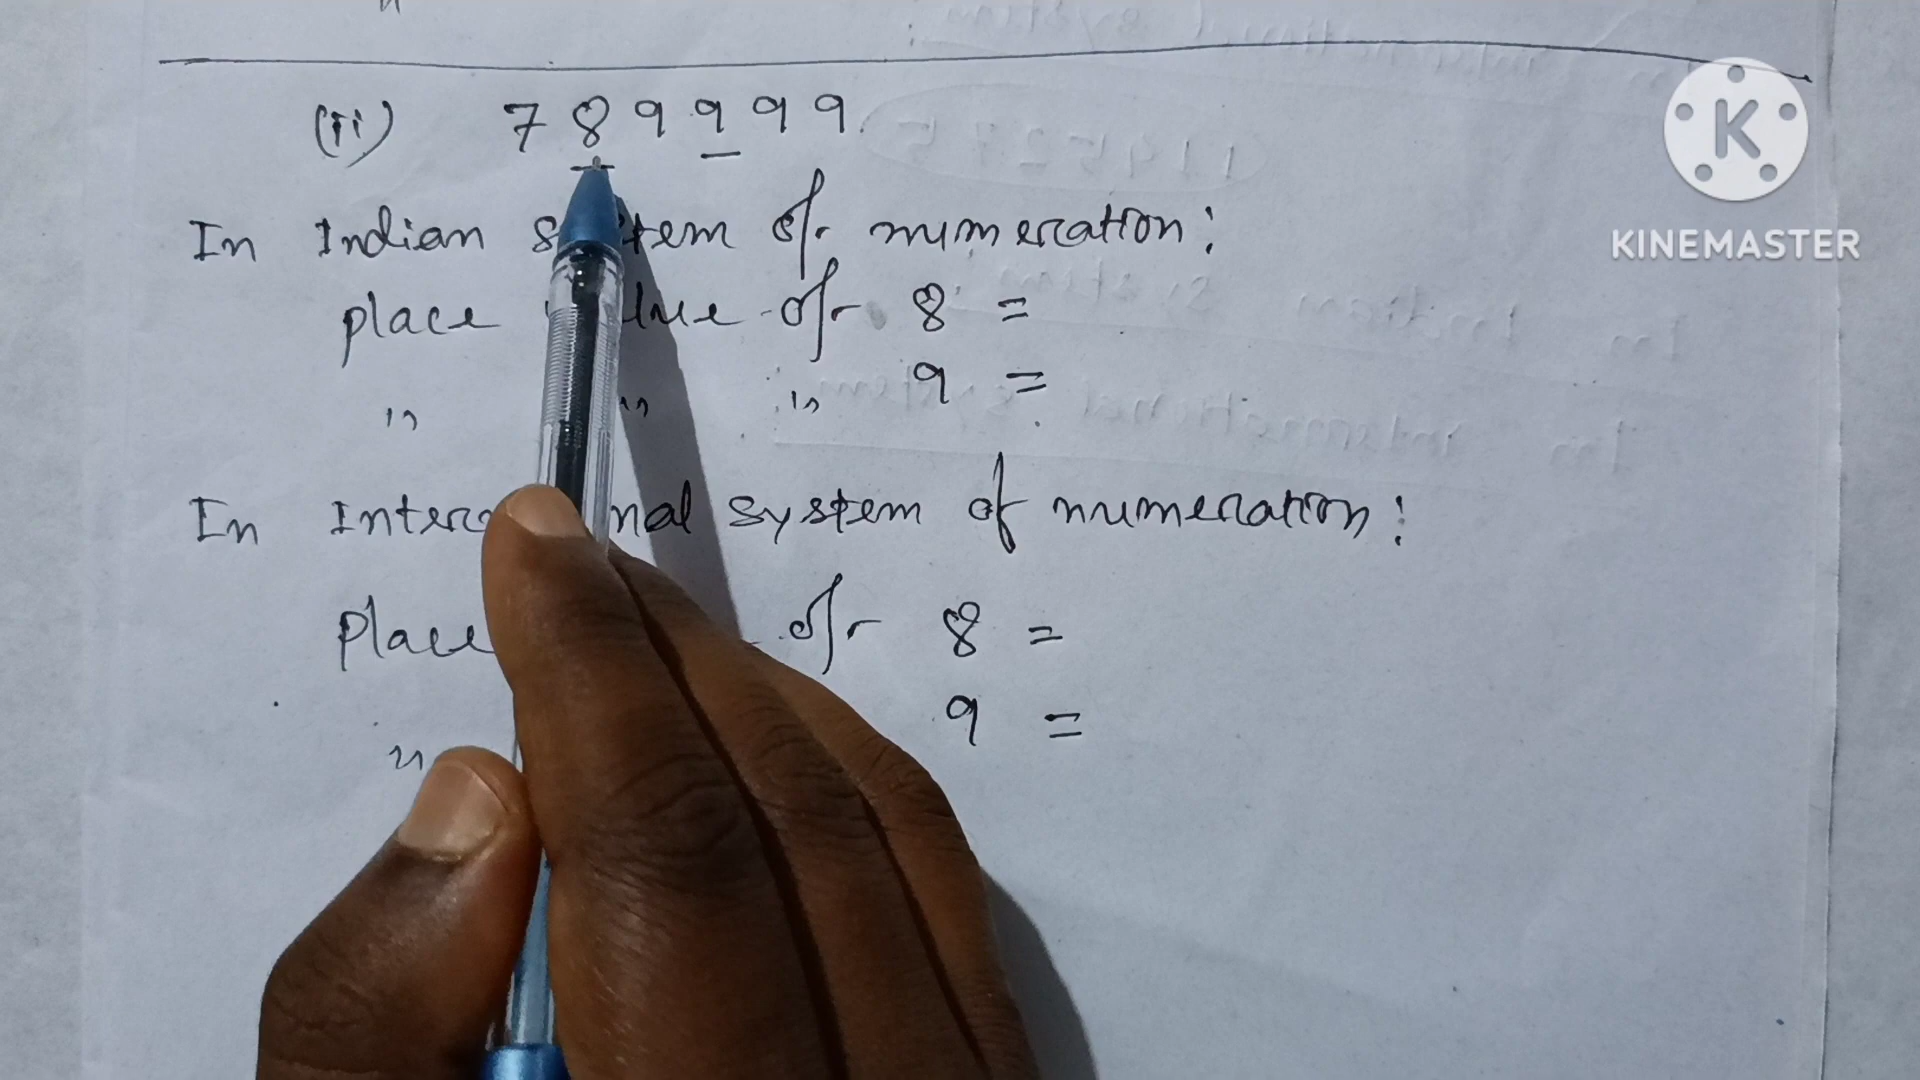 (ii) 789999
In Indian system of numeration:
place value of 8 =
" " " 9 =
In International system of numeration:
Place of 8 =
" 9 =
KINEMASTER